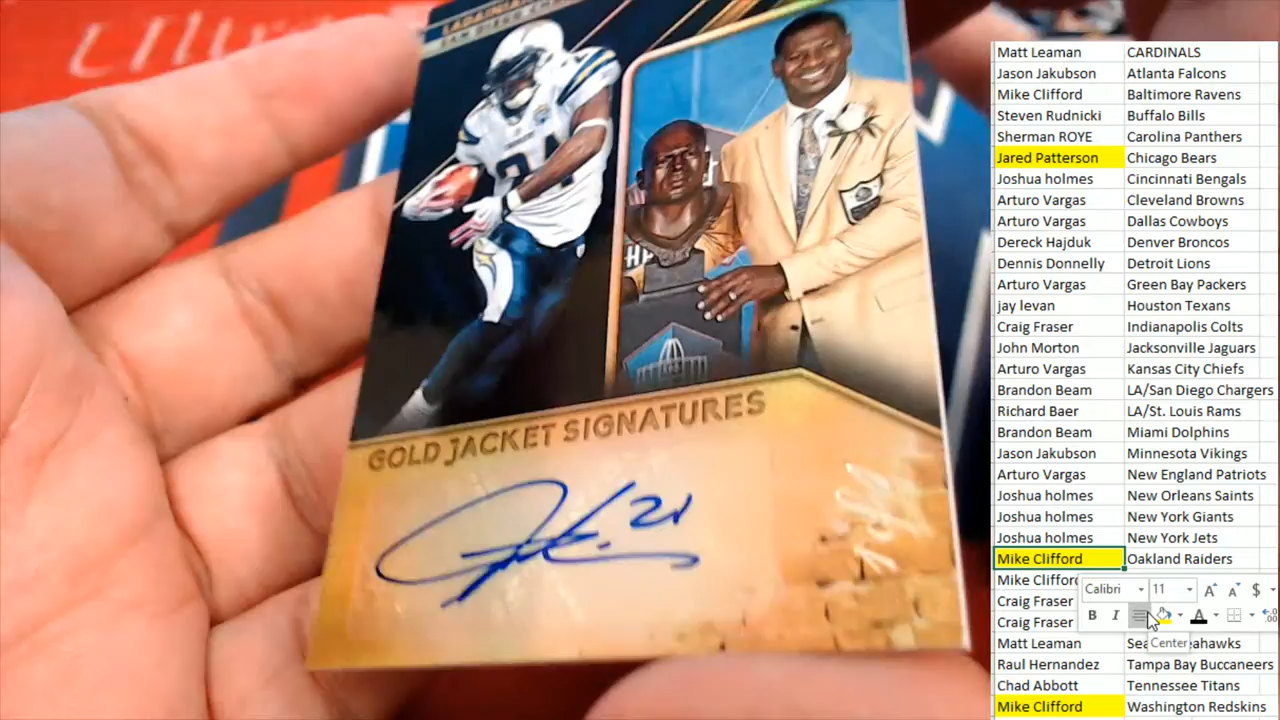 GOLD JACKET SIGNATURES
21
Matt Leaman CARDINALS
Jason Jakubson Atlanta Falcons
Mike Clifford Baltimore Ravens
Steven Rudnicki Buffalo Bills
Sherman ROYE Carolina Panthers
Jared Patterson Chicago Bears
Joshua holmes Cincinnati Bengals
Arturo Vargas Cleveland Browns
Arturo Vargas Dallas Cowboys
Dereck Hajduk Denver Broncos
Dennis Donnelly Detroit Lions
Arturo Vargas Green Bay Packers
jay levan Houston Texans
Craig Fraser Indianapolis Colts
John Morton Jacksonville Jaguars
Arturo Vargas Kansas City Chiefs
Brandon Beam LA/San Diego Chargers
Richard Baer LA/St. Louis Rams
Brandon Beam Miami Dolphins
Jason Jakubson Minnesota Vikings
Arturo Vargas New England Patriots
Joshua holmes New Orleans Saints
Joshua holmes New York Giants
Joshua holmes New York Jets
Mike Clifford Oakland Raiders
Mike Cliffo
Calibri 11 A A $
Craig Fraser
B I A
Craig Fraser
Center
Matt Leaman Sea eahawks
Raul Hernandez Tampa Bay Buccaneers
Chad Abbott Tennessee Titans
Mike Clifford Washington Redskins